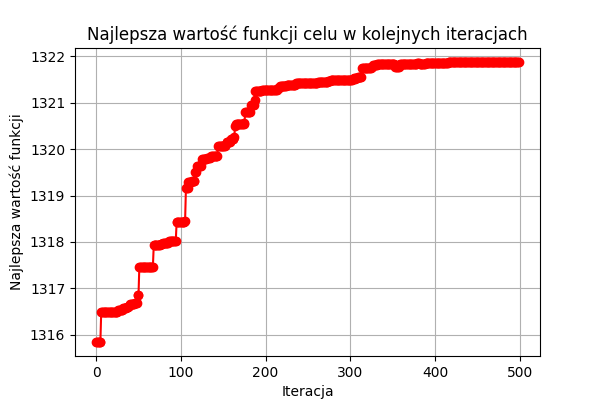 Najlepsza wartość funkcji celu w kolejnych iteracjach
Najlepsza wartość funkcji
1322
1321
1320
1319
1318
1317
1316
0 100 200 300 400 500
Iteracja